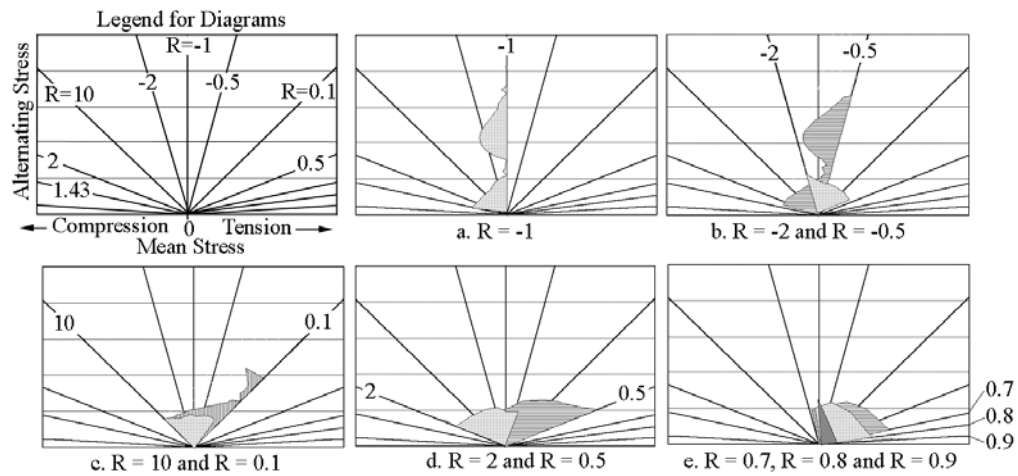 Legend for Diagrams
Alternating Stress
R=-1
-2
-0.5
R=10
R=0.1
2
0.5
1.43
Compression 0 Tension
Mean Stress
-1
a. R = -1
-2
-0.5
b. R = -2 and R = -0.5
10
0.1
c. R = 10 and R = 0.1
2
0.5
d. R = 2 and R = 0.5
0.7
0.8
0.9
e. R = 0.7, R = 0.8 and R = 0.9